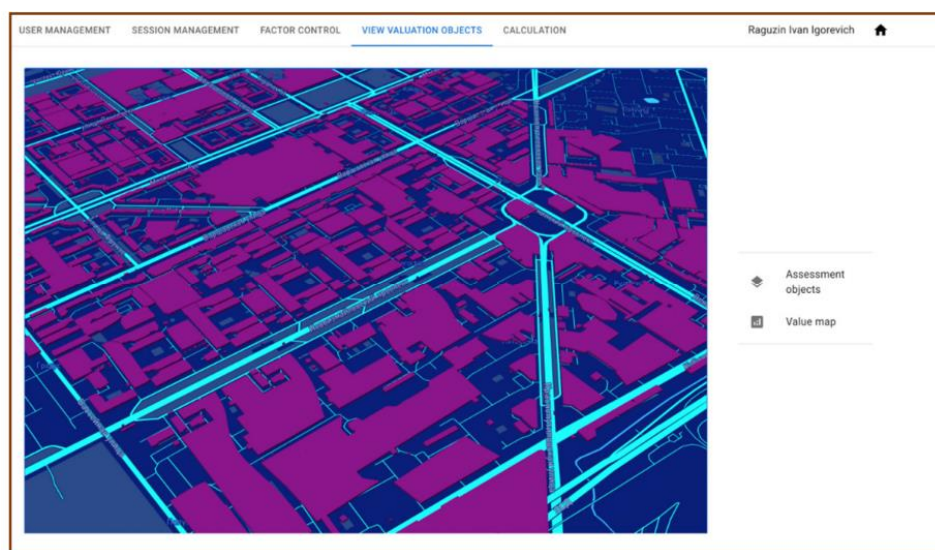 USER MANAGEMENT SESSION MANAGEMENT FACTOR CONTROL VIEW VALUATION OBJECTS CALCULATION Raguzin Ivan Igorevich
Assessment
objects
Value map